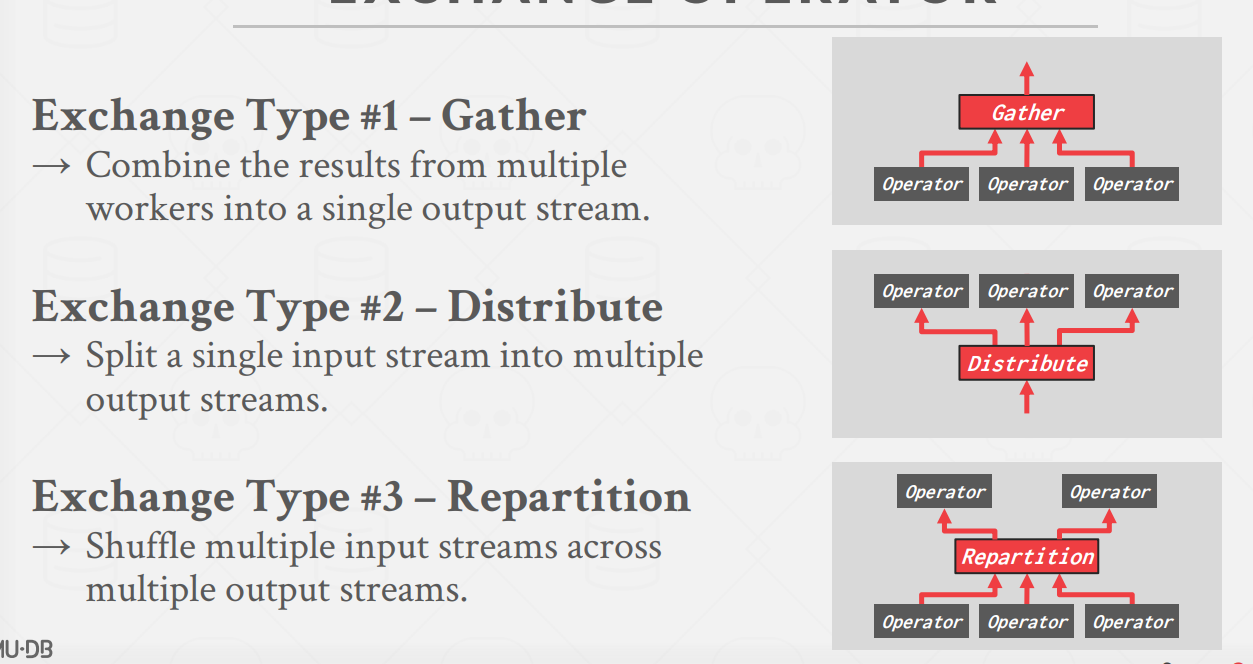 EXCHANGE OPERATOR
Exchange Type #1 – Gather
→ Combine the results from multiple
workers into a single output stream.
Gather
Operator Operator Operator
Exchange Type #2 – Distribute
→ Split a single input stream into multiple
output streams.
Operator Operator Operator
Distribute
Exchange Type #3 – Repartition
→ Shuffle multiple input streams across
multiple output streams.
Operator Operator
Repartition
Operator Operator Operator
MU·DB